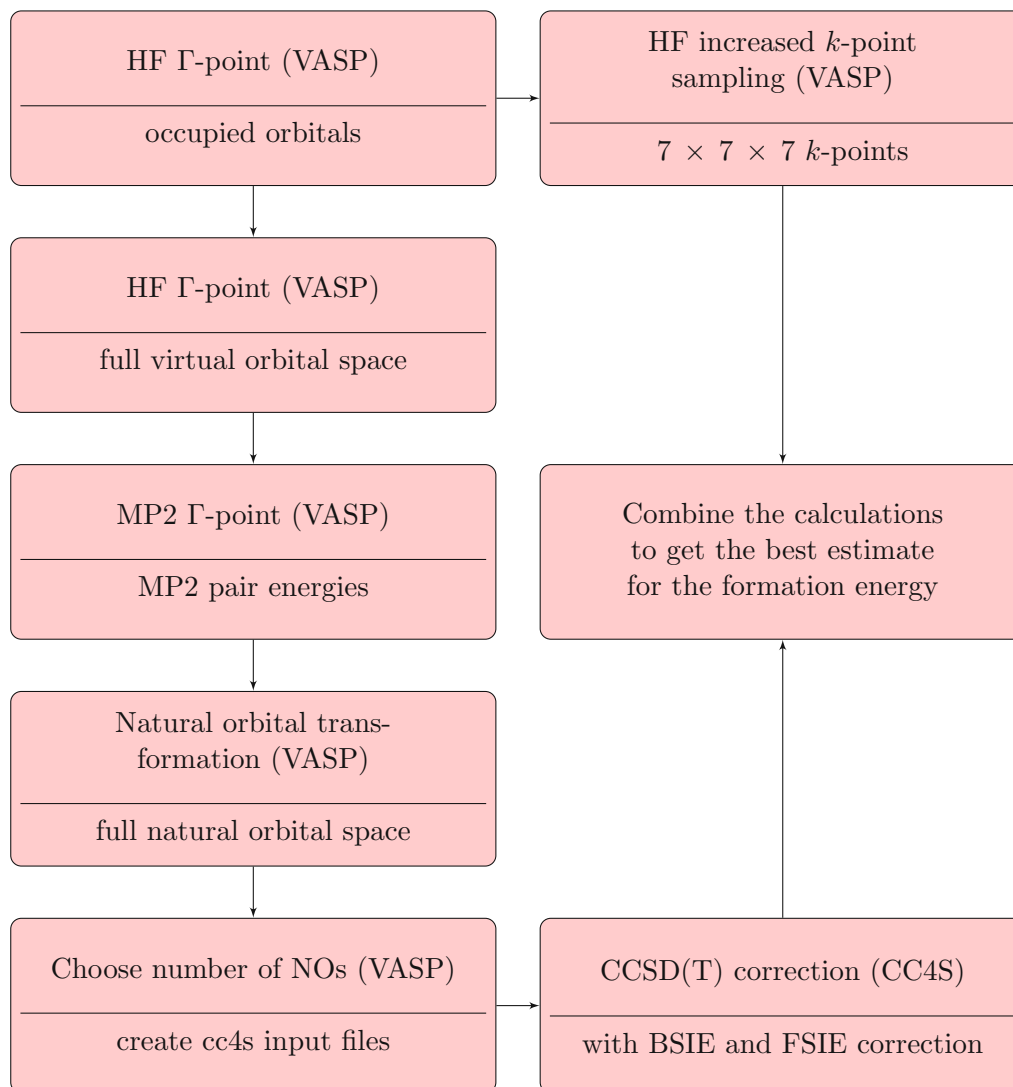 HF Γ-point (VASP)
occupied orbitals
HF increased k-point
sampling (VASP)
7 × 7 × 7 k-points
HF Γ-point (VASP)
full virtual orbital space
MP2 Γ-point (VASP)
MP2 pair energies
Combine the calculations
to get the best estimate
for the formation energy
Natural orbital trans-
formation (VASP)
full natural orbital space
Choose number of NOs (VASP)
create cc4s input files
CCSD(T) correction (CC4S)
with BSIE and FSIE correction